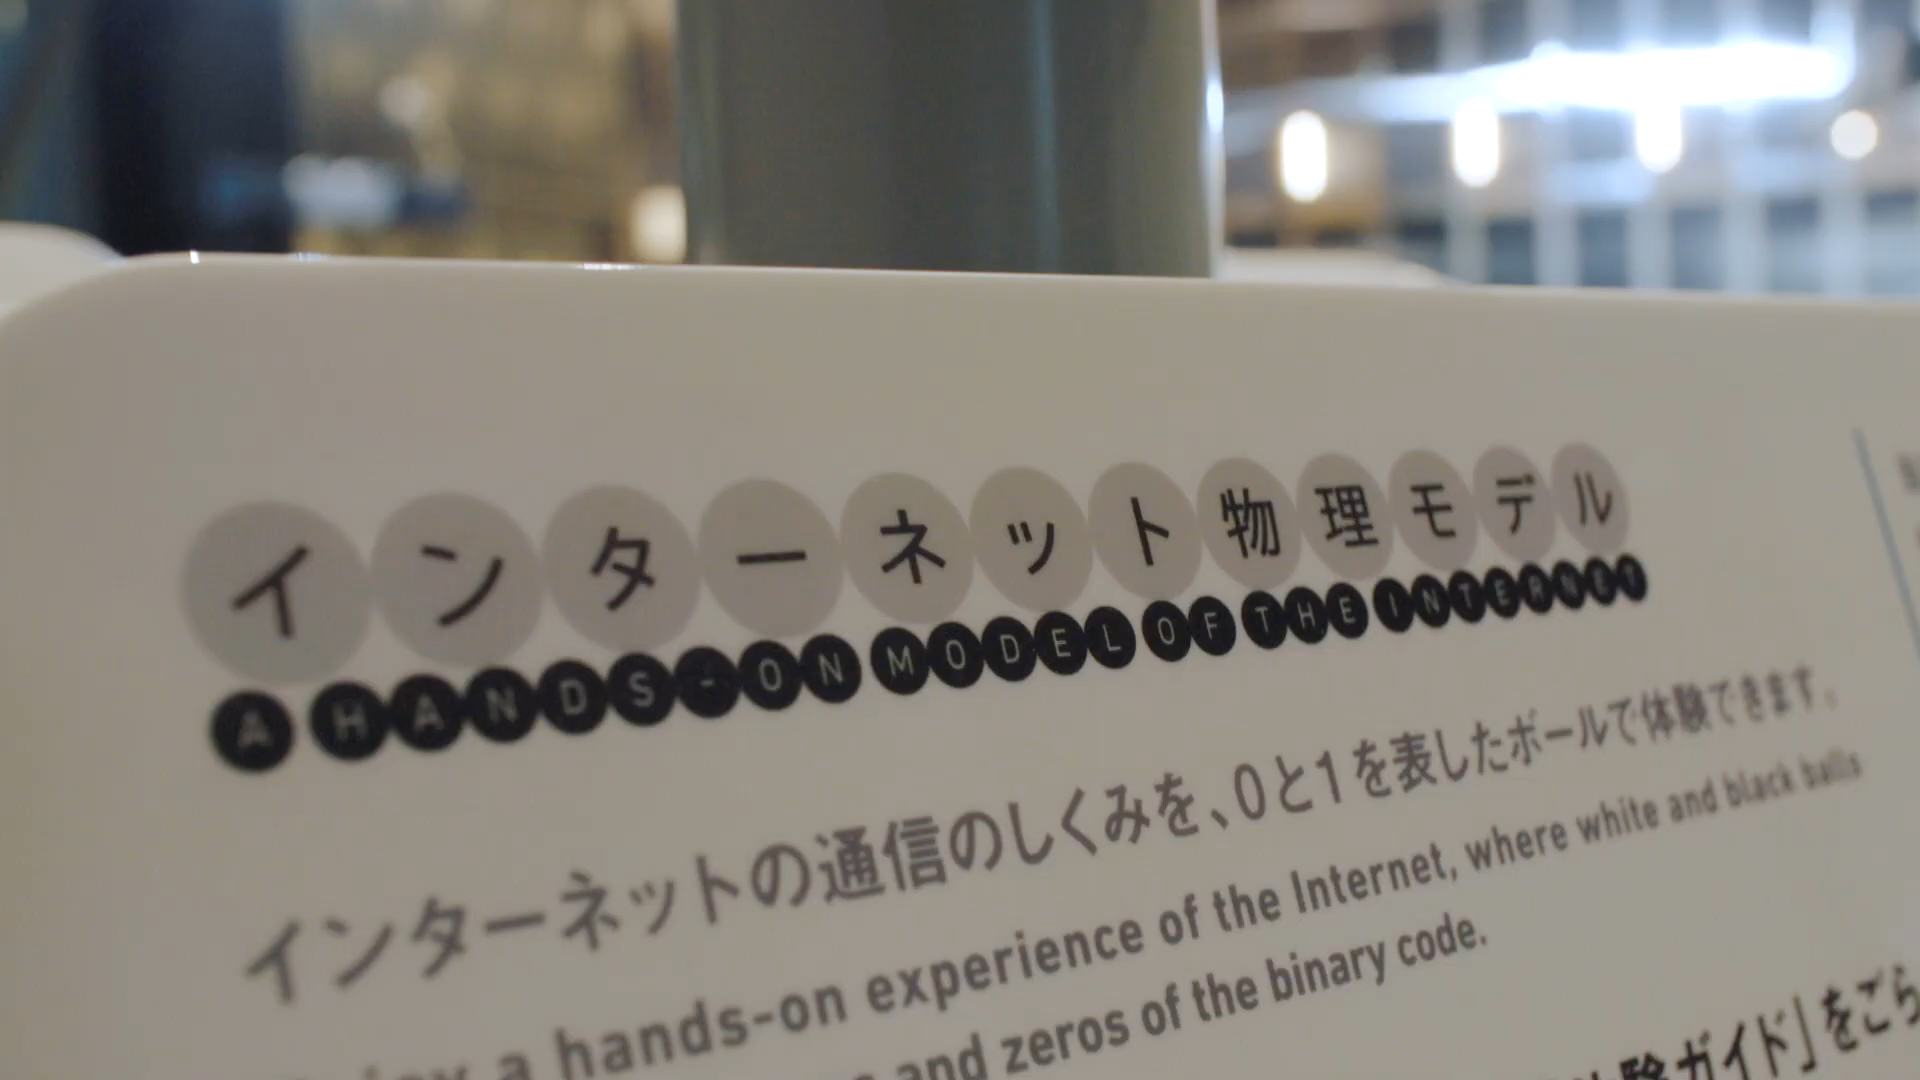 インターネット物理モデル
A HANDS-ON MODEL OF THE INTERNET
インターネットの通信のしくみを、0と1を表したボールで体験できます。
a hands-on experience of the Internet, where white and black balls
and zeros of the binary code.
験ガイド」をごら